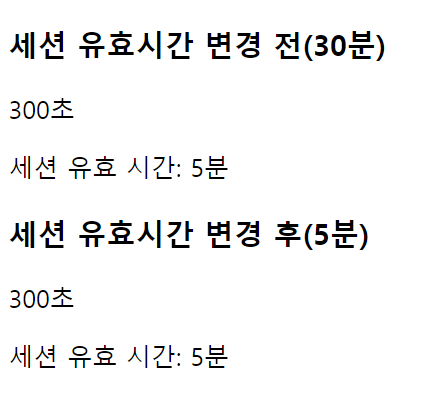 세션 유효시간 변경 전(30분)
300초
세션 유효 시간: 5분
세션 유효시간 변경 후(5분)
300초
세션 유효 시간: 5분